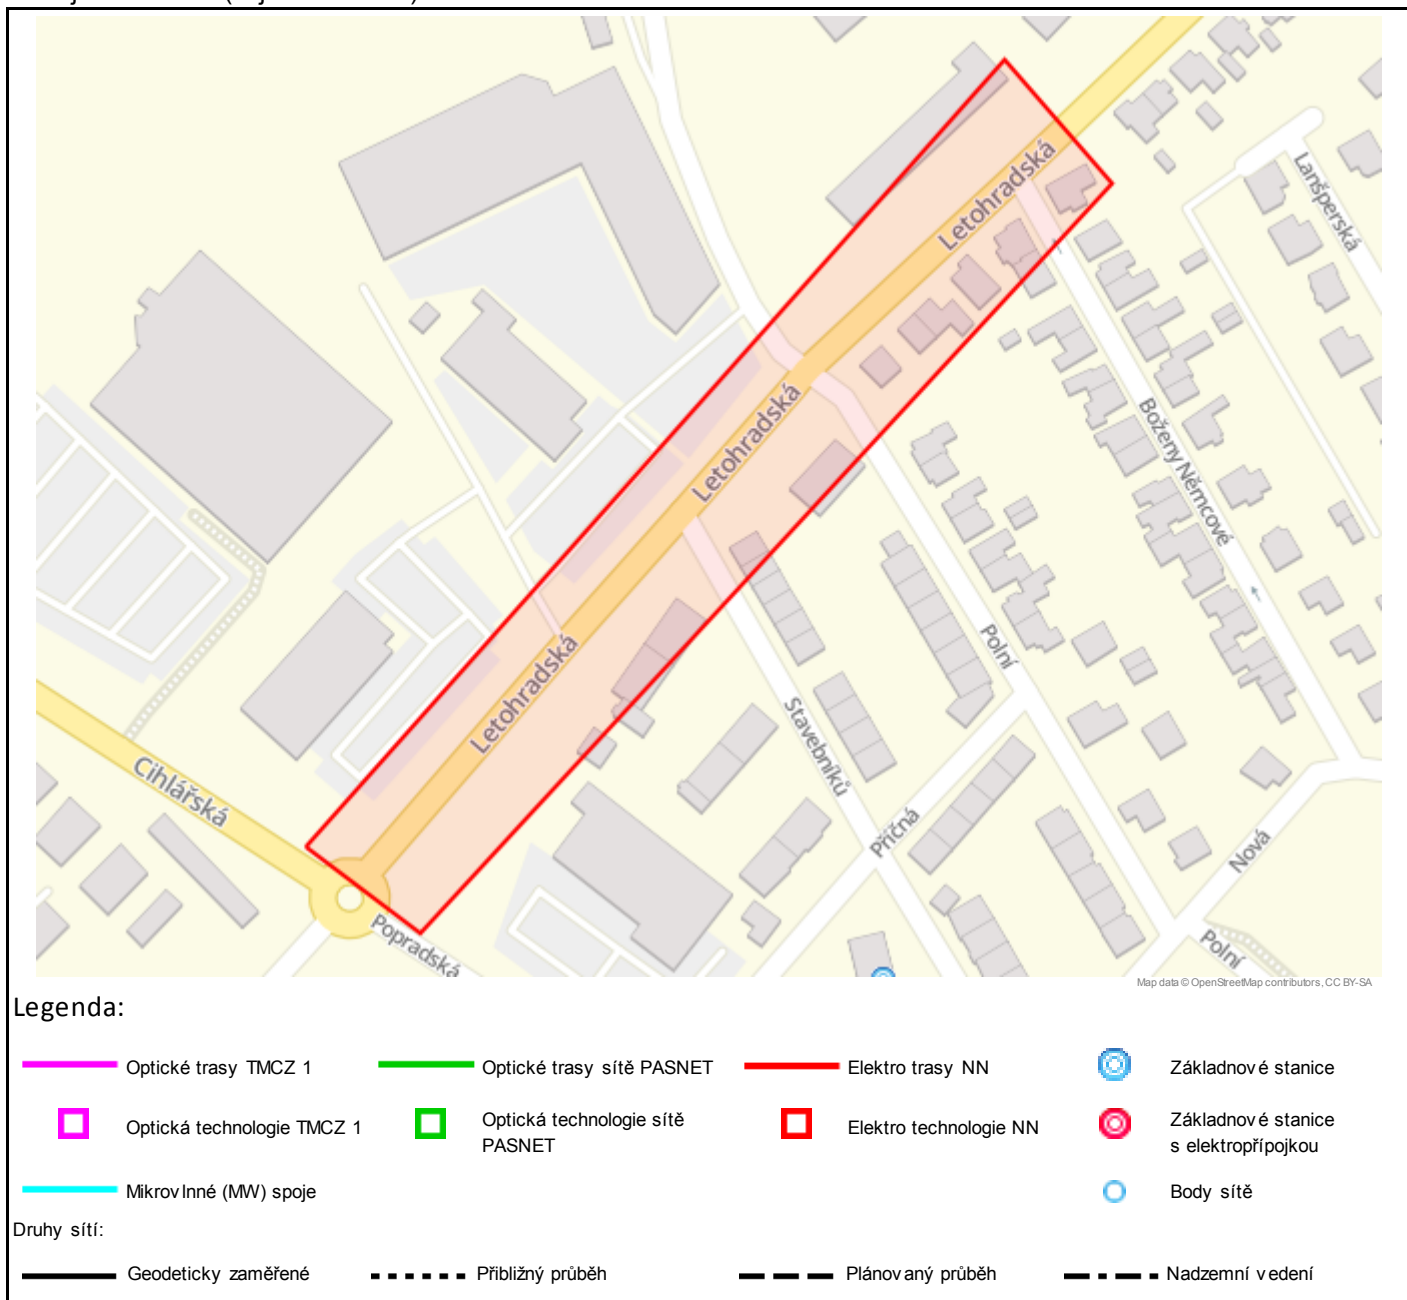 Letohradská
Lanšperská
Letohradská
Boženy Němcové
Letohradská
Polní
Stavebníků
Cihlářská
Příčná
Nová
Popradská
Polní
Map data © OpenStreetMap contributors, CC BY-SA
Legenda:
Optické trasy TMCZ 1
Optické trasy sítě PASNET
Elektro trasy NN
Základnové stanice
Optická technologie TMCZ 1
Optická technologie sítě
PASNET
Elektro technologie NN
Základnové stanice
s elektropřípojkou
Mikrovlnné (MW) spoje
Body sítě
Druhy sítí:
Geodeticky zaměřené
Přibližný průběh
Plánovaný průběh
Nadzemní vedení